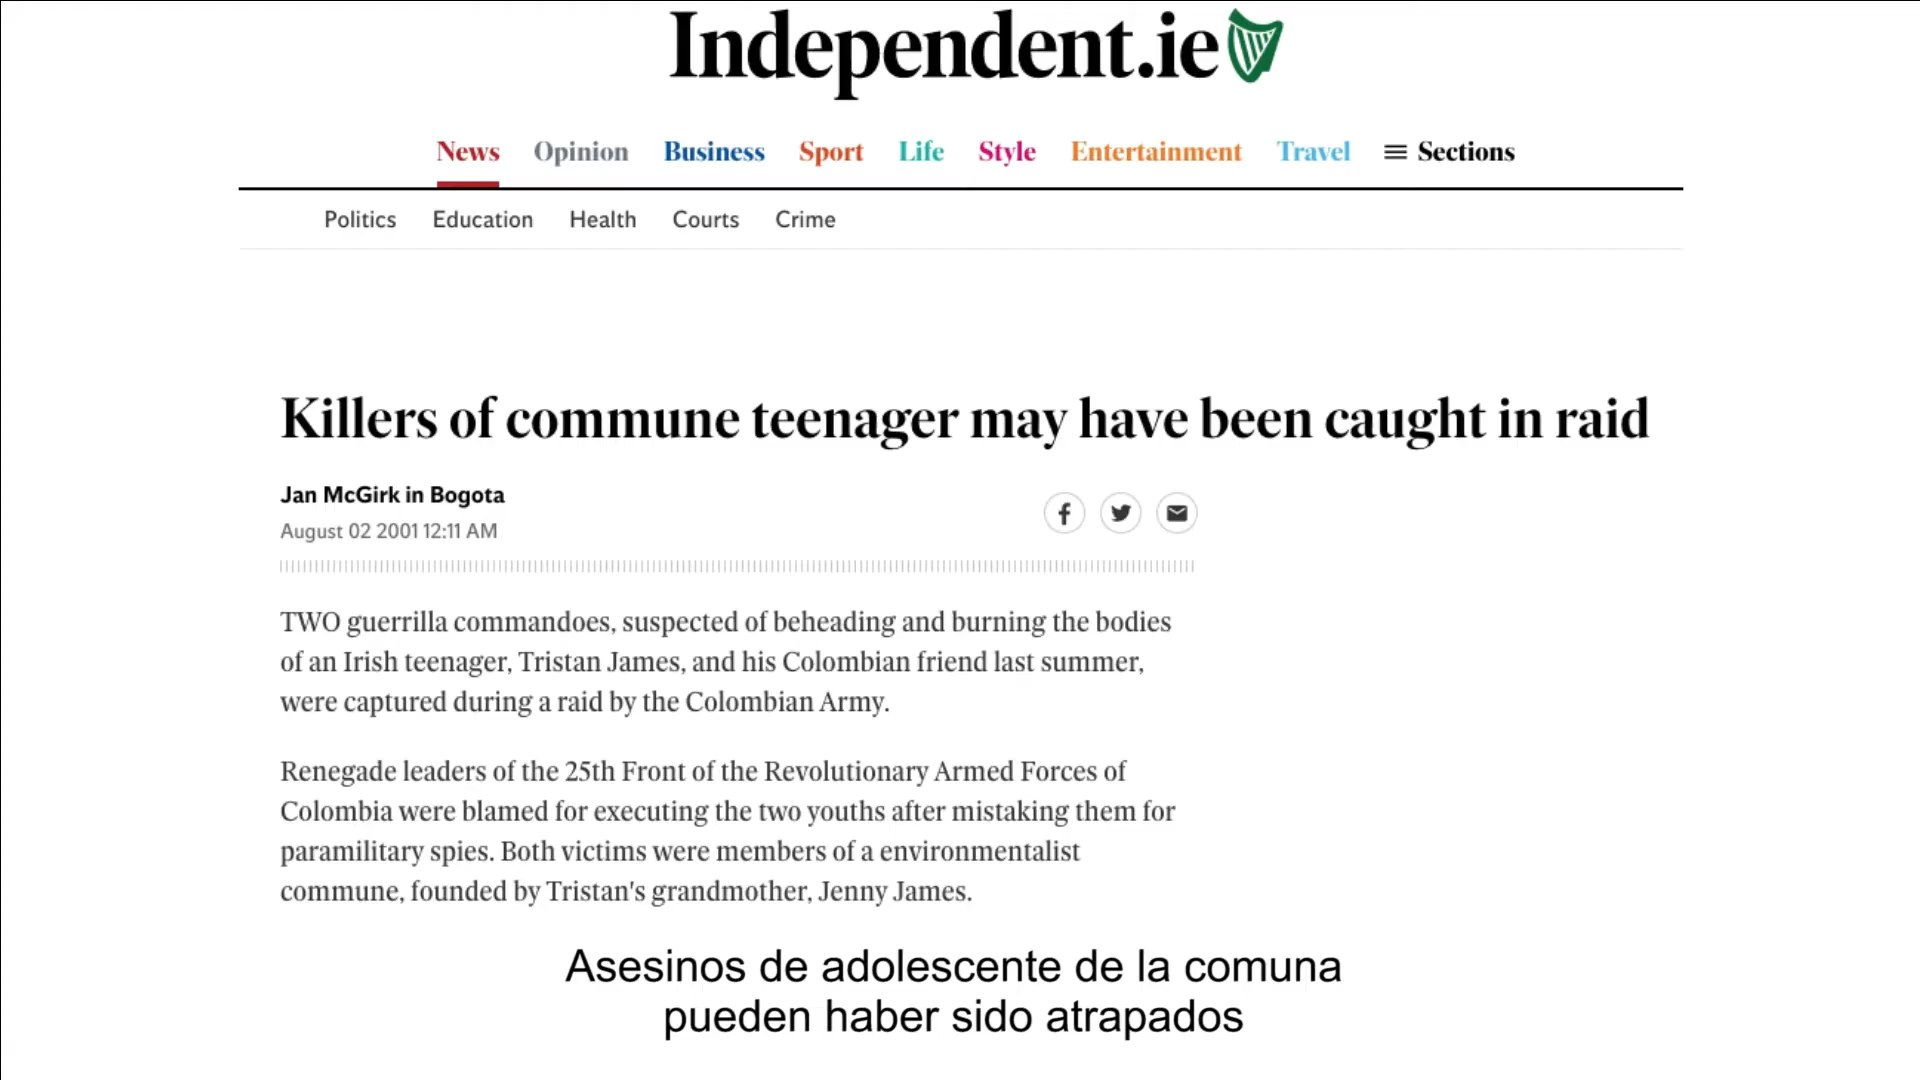 Independent.ie
News Opinion Business Sport Life Style Entertainment Travel Sections
Politics Education Health Courts Crime
Killers of commune teenager may have been caught in raid
Jan McGirk in Bogota
August 02 2001 12:11 AM
TWO guerrilla commandoes, suspected of beheading and burning the bodies
of an Irish teenager, Tristan James, and his Colombian friend last summer,
were captured during a raid by the Colombian Army.
Renegade leaders of the 25th Front of the Revolutionary Armed Forces of
Colombia were blamed for executing the two youths after mistaking them for
paramilitary spies. Both victims were members of a environmentalist
commune, founded by Tristan's grandmother, Jenny James.
Asesinos de adolescente de la comuna
pueden haber sido atrapados